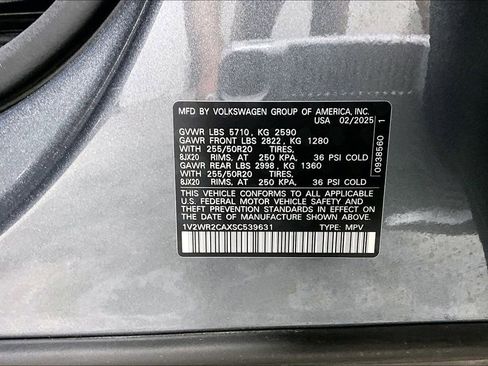 MFD BY VOLKSWAGEN GROUP OF AMERICA, INC.
USA 02/2025
GVWR LBS 5710, KG 2590
GAWR FRONT LBS 2822, KG 1280
WITH 255/50R20 TIRES,
8JX20 RIMS, AT 250 KPA, 36 PSI COLD
GAWR REAR LBS 2998, KG 1360
WITH 255/50R20 TIRES,
8JX20 RIMS, AT 250 KPA, 36 PSI COLD
THIS VEHICLE CONFORMS TO ALL APPLICABLE
U.S. FEDERAL MOTOR VEHICLE SAFETY AND
THEFT PREVENTION STANDARDS IN EFFECT ON THE
DATE OF MANUFACTURE SHOWN ABOVE.
1V2WR2CAXSC539631 TYPE: MPV
0938560 1